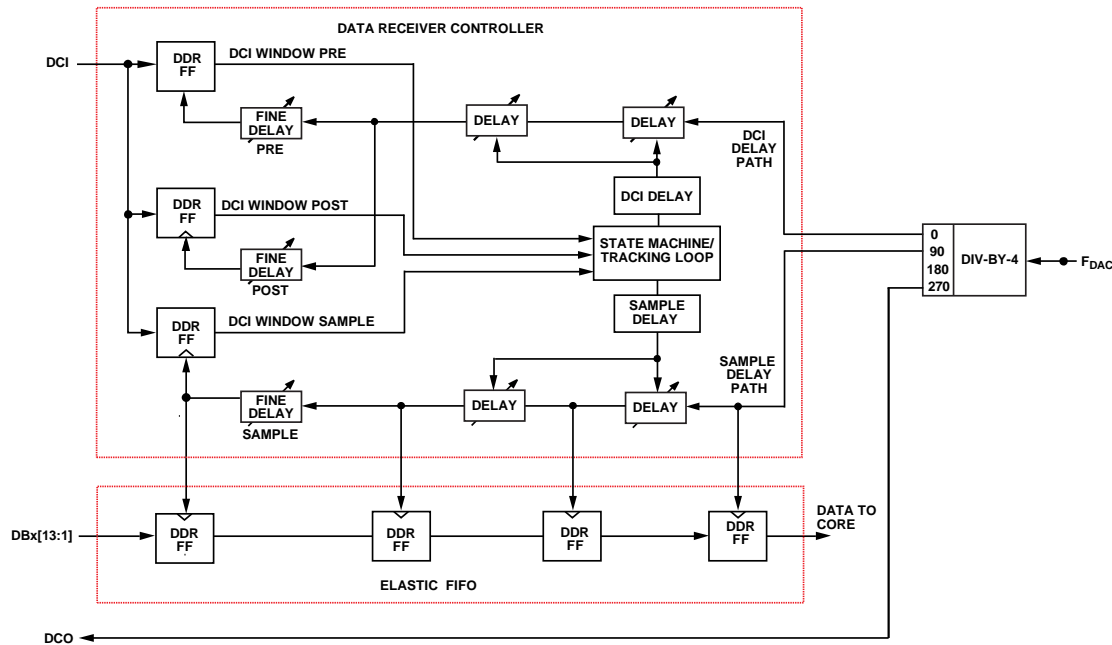 DATA RECEIVER CONTROLLER
DCI
DDR
FF
DCI WINDOW PRE
FINE
DELAY
PRE
DELAY
DELAY
DCI
DELAY
PATH
DCI DELAY
DDR
FF
DCI WINDOW POST
STATE MACHINE/
TRACKING LOOP
FINE
DELAY
POST
0
90
180
270
DIV-BY-4
FDAC
DDR
FF
DCI WINDOW SAMPLE
SAMPLE
DELAY
SAMPLE
DELAY
PATH
FINE
DELAY
SAMPLE
DELAY
DELAY
DBx[13:1]
DDR
FF
DDR
FF
DDR
FF
DDR
FF
DATA TO
CORE
ELASTIC FIFO
DCO